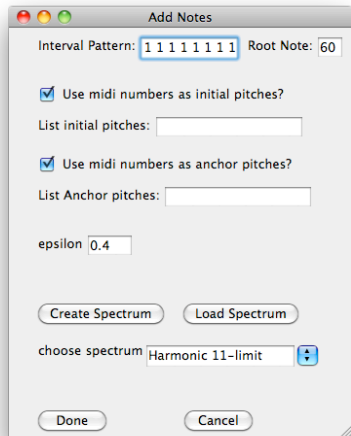 Add Notes
Interval Pattern: 1 1 1 1 1 1 1 1 Root Note: 60
Use midi numbers as initial pitches?
List initial pitches:
Use midi numbers as anchor pitches?
List Anchor pitches:
epsilon 0.4
Create Spectrum Load Spectrum
choose spectrum Harmonic 11-limit
Done Cancel